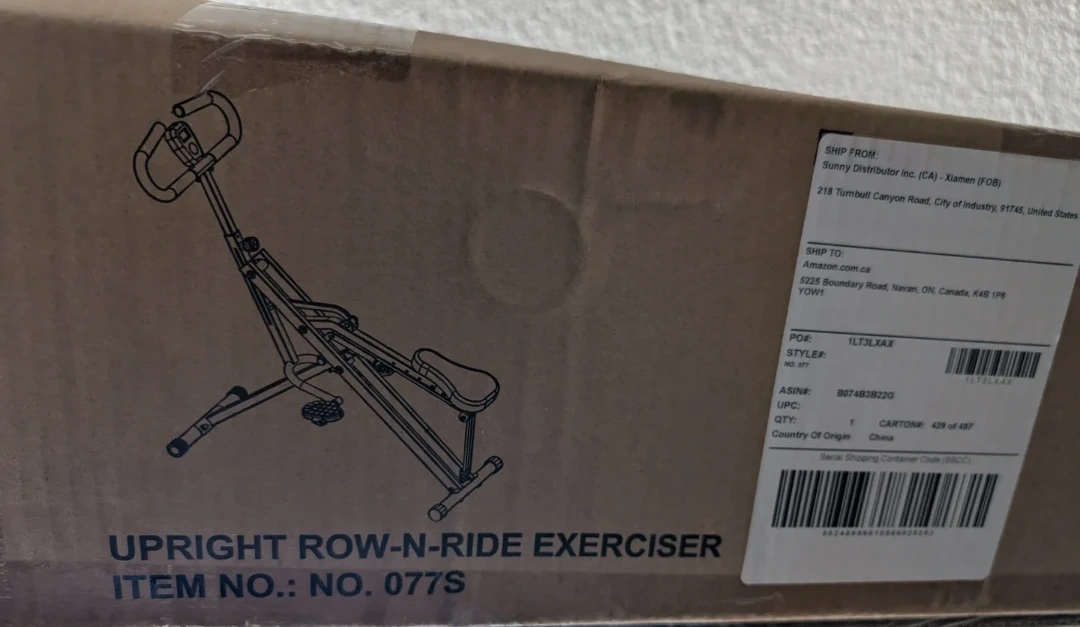 UPRIGHT ROW-N-RIDE EXERCISER
ITEM NO.: NO. 077S
SHIP FROM:
Sunny Distributor Inc. (CA) - Xiamen (FOB)
218 Turnbull Canyon Road, City of Industry, 91745, United States
SHIP TO:
Amazon.com.ca
5225 Boundary Road, Navan, ON, Canada, K4B 1P6
YOW1
PO#: 1LT3LXAX
STYLE#:
NO. 077
1LT3LXAX
ASIN#: B074B3B22G
UPC:
QTY: 1 CARTON#: 439 of 487
Country Of Origin China
Serial Shipping Container Code (SSCC)